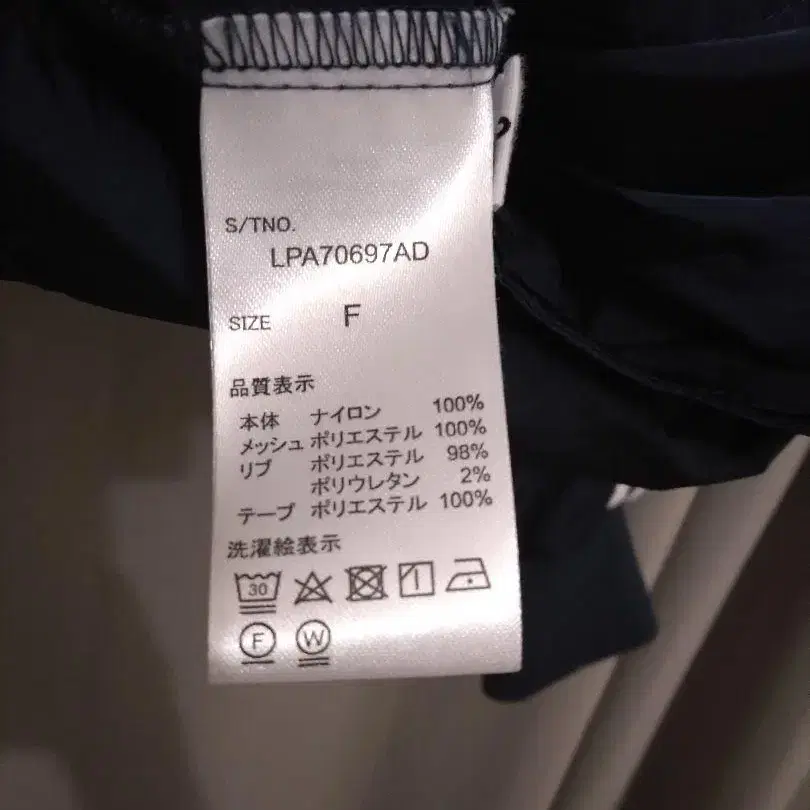 S/TNO.
LPA70697AD
SIZE F
品質表示
本体 ナイロン 100%
メッシュ ポリエステル 100%
リブ ポリエステル 98%
ポリウレタン 2%
テープ ポリエステル 100%
洗濯絵表示
30
F W